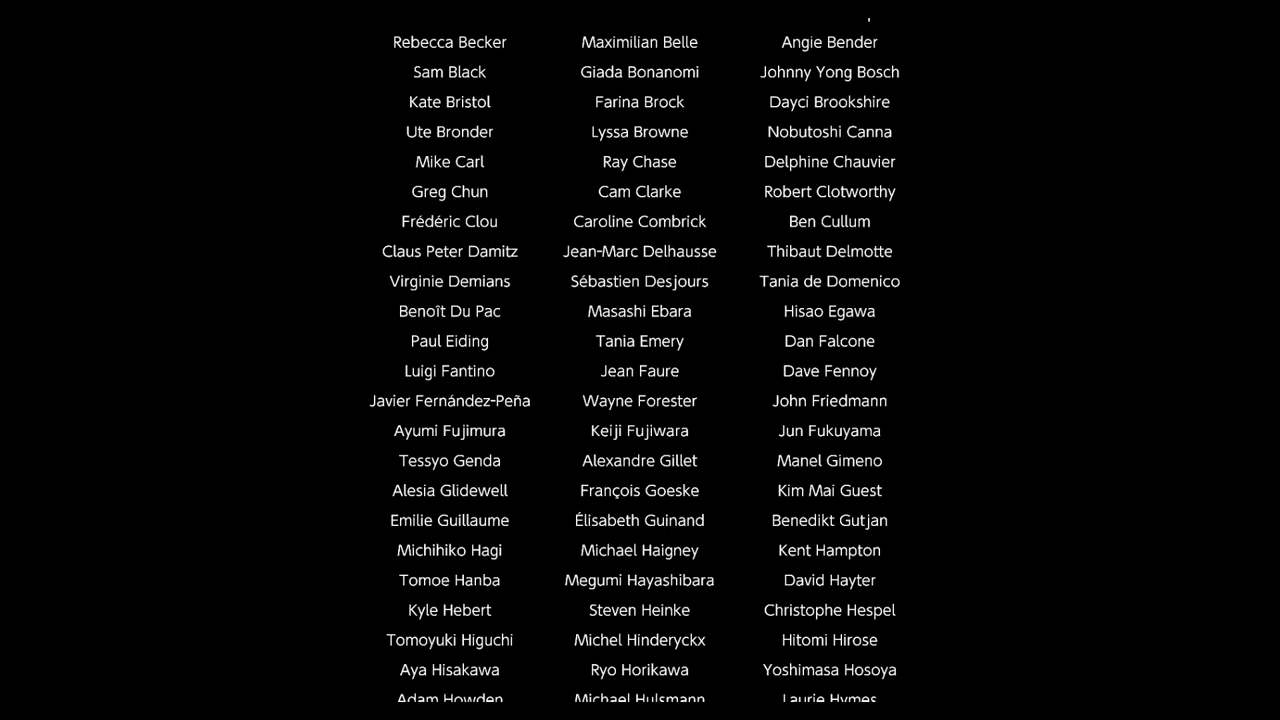 Rebecca Becker Maximilian Belle Angie Bender
Sam Black Giada Bonanomi Johnny Yong Bosch
Kate Bristol Farina Brock Dayci Brookshire
Ute Bronder Lyssa Browne Nobutoshi Canna
Mike Carl Ray Chase Delphine Chauvier
Greg Chun Cam Clarke Robert Clotworthy
Frédéric Clou Caroline Combrick Ben Cullum
Claus Peter Damitz Jean-Marc Delhausse Thibaut Delmotte
Virginie Demians Sébastien Desjours Tania de Domenico
Benoît Du Pac Masashi Ebara Hisao Egawa
Paul Eiding Tania Emery Dan Falcone
Luigi Fantino Jean Faure Dave Fennoy
Javier Fernández-Peña Wayne Forester John Friedmann
Ayumi Fujimura Keiji Fujiwara Jun Fukuyama
Tessyo Genda Alexandre Gillet Manel Gimeno
Alesia Glidewell François Goeske Kim Mai Guest
Emilie Guillaume Élisabeth Guinand Benedikt Gutjan
Michihiko Hagi Michael Haigney Kent Hampton
Tomoe Hanba Megumi Hayashibara David Hayter
Kyle Hebert Steven Heinke Christophe Hespel
Tomoyuki Higuchi Michel Hinderyckx Hitomi Hirose
Aya Hisakawa Ryo Horikawa Yoshimasa Hosoya
Adam Howden Michael Hulsmann Laurie Hymes